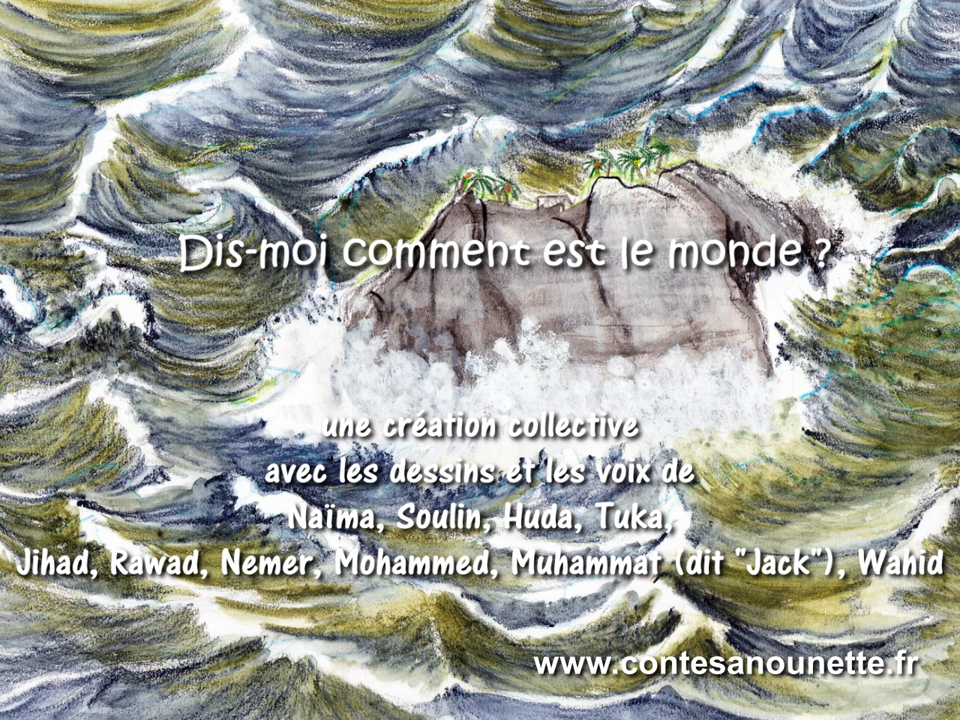 Dis-moi comment est le monde ?
une création collective
avec les dessins et les voix de
Naïma, Soulin, Huda, Tuka,
Jihad, Rawad, Nemer, Mohammed, Muhammat (dit "Jack"), Wahid
www.contesanounette.fr